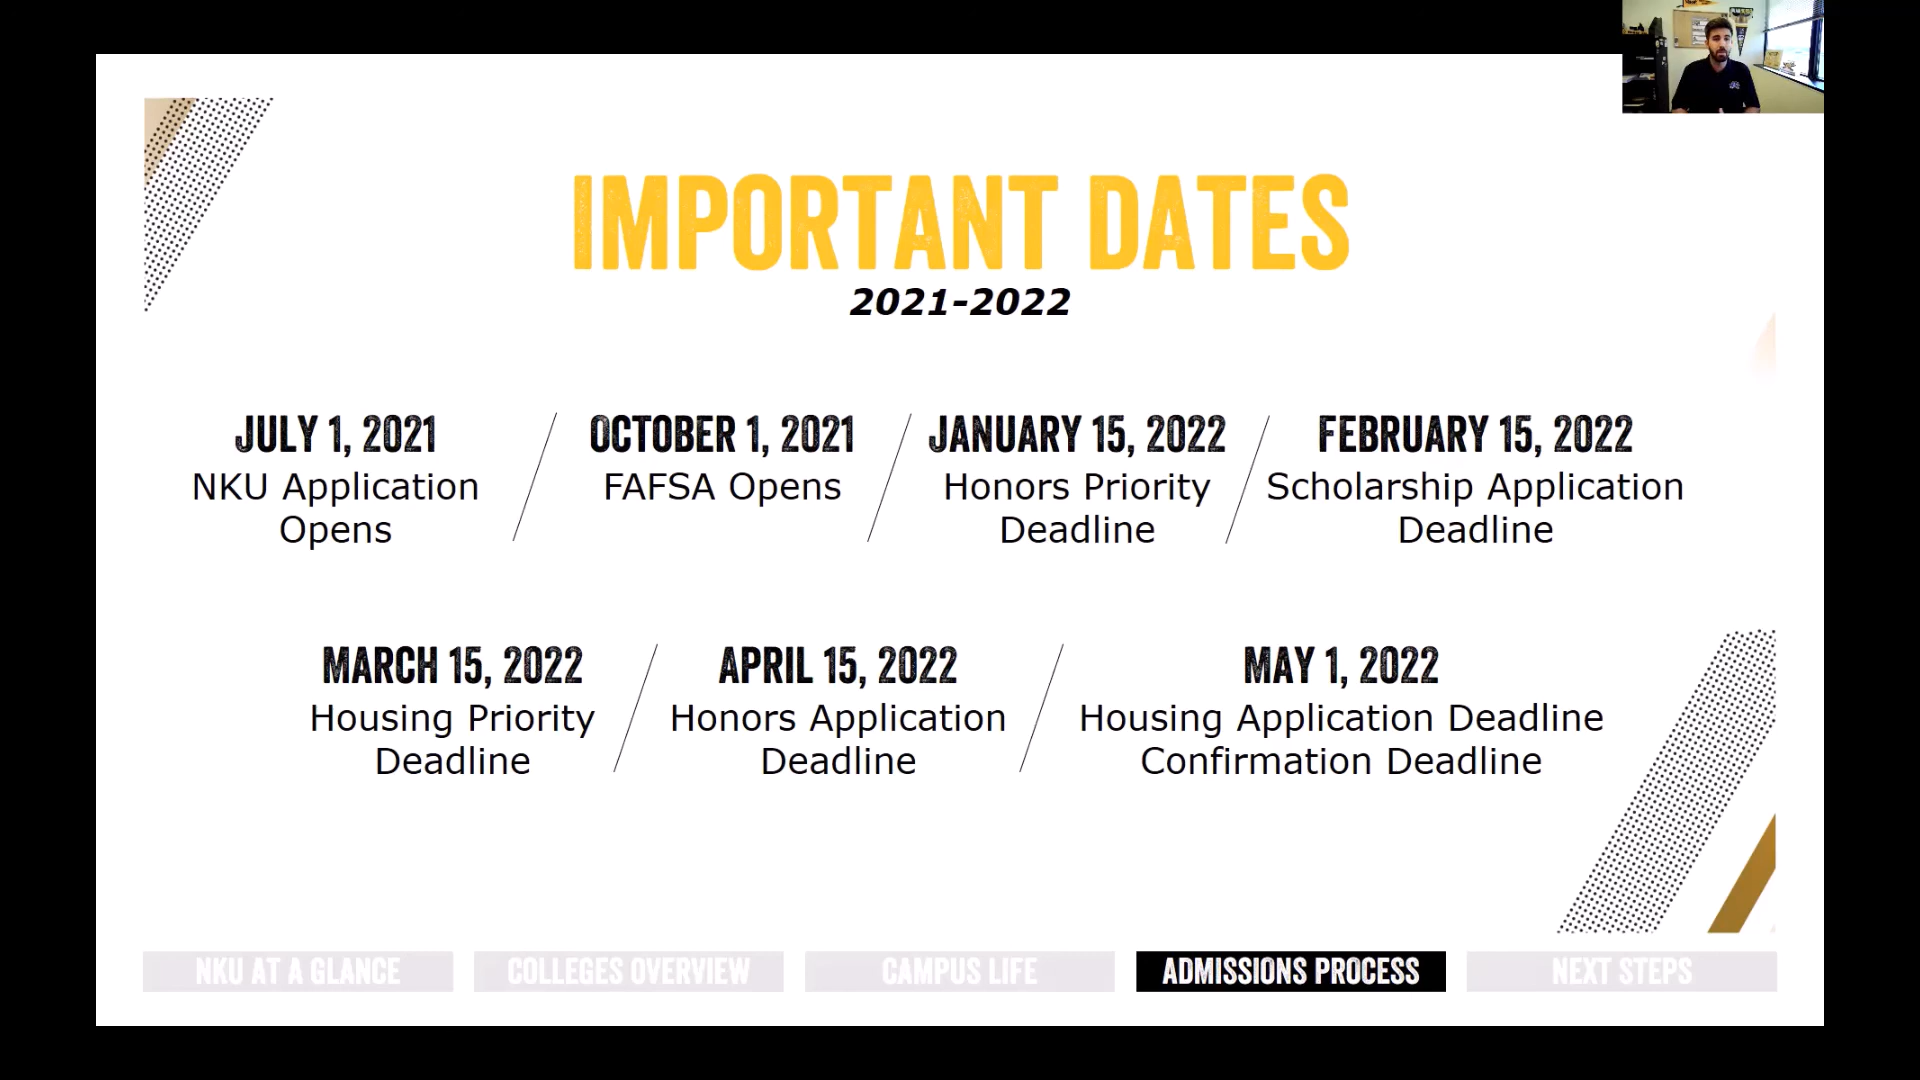 IMPORTANT DATES
2021-2022
JULY 1, 2021
NKU Application
Opens
OCTOBER 1, 2021
FAFSA Opens
JANUARY 15, 2022
Honors Priority
Deadline
FEBRUARY 15, 2022
Scholarship Application
Deadline
MARCH 15, 2022
Housing Priority
Deadline
APRIL 15, 2022
Honors Application
Deadline
MAY 1, 2022
Housing Application Deadline
Confirmation Deadline
NKU AT A GLANCE
COLLEGES OVERVIEW
CAMPUS LIFE
ADMISSIONS PROCESS
NEXT STEPS